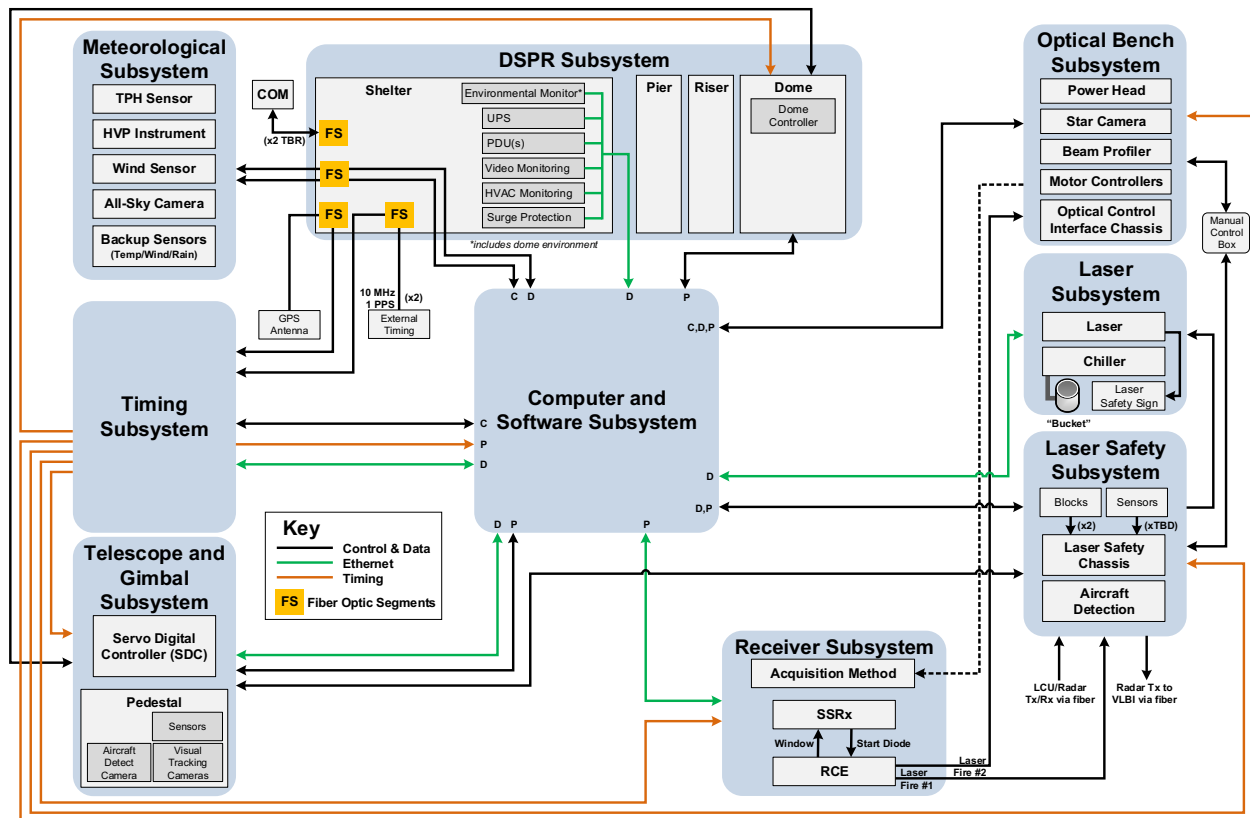 Meteorological
Subsystem
TPH Sensor
HVP Instrument
Wind Sensor
All-Sky Camera
Backup Sensors
(Temp/Wind/Rain)
COM
(x2 TBR)
DSPR Subsystem
Shelter
FS
FS
FS
FS
Environmental Monitor*
UPS
PDU(s)
Video Monitoring
HVAC Monitoring
Surge Protection
*includes dome environment
Pier
Riser
Dome
Dome
Controller
Optical Bench
Subsystem
Power Head
Star Camera
Beam Profiler
Motor Controllers
Optical Control
Interface Chassis
Manual
Control
Box
GPS
Antenna
10 MHz
1 PPS
(x2)
External
Timing
C
D
D
P
C,D,P
Computer and
Software Subsystem
C
P
D
D
D,P
D
P
P
Timing
Subsystem
Laser
Subsystem
Laser
Chiller
Laser
Safety Sign
“Bucket”
Laser Safety
Subsystem
Blocks
Sensors
(x2)
(xTBD)
Laser Safety
Chassis
Aircraft
Detection
LCU/Radar
Tx/Rx via fiber
Radar Tx to
VLBI via fiber
Key
Control & Data
Ethernet
Timing
FS
Fiber Optic Segments
Telescope and
Gimbal
Subsystem
Servo Digital
Controller (SDC)
Pedestal
Sensors
Aircraft
Detect
Camera
Visual
Tracking
Cameras
Receiver Subsystem
Acquisition Method
SSRx
Window
Start Diode
RCE
Laser
Fire #2
Laser
Fire #1